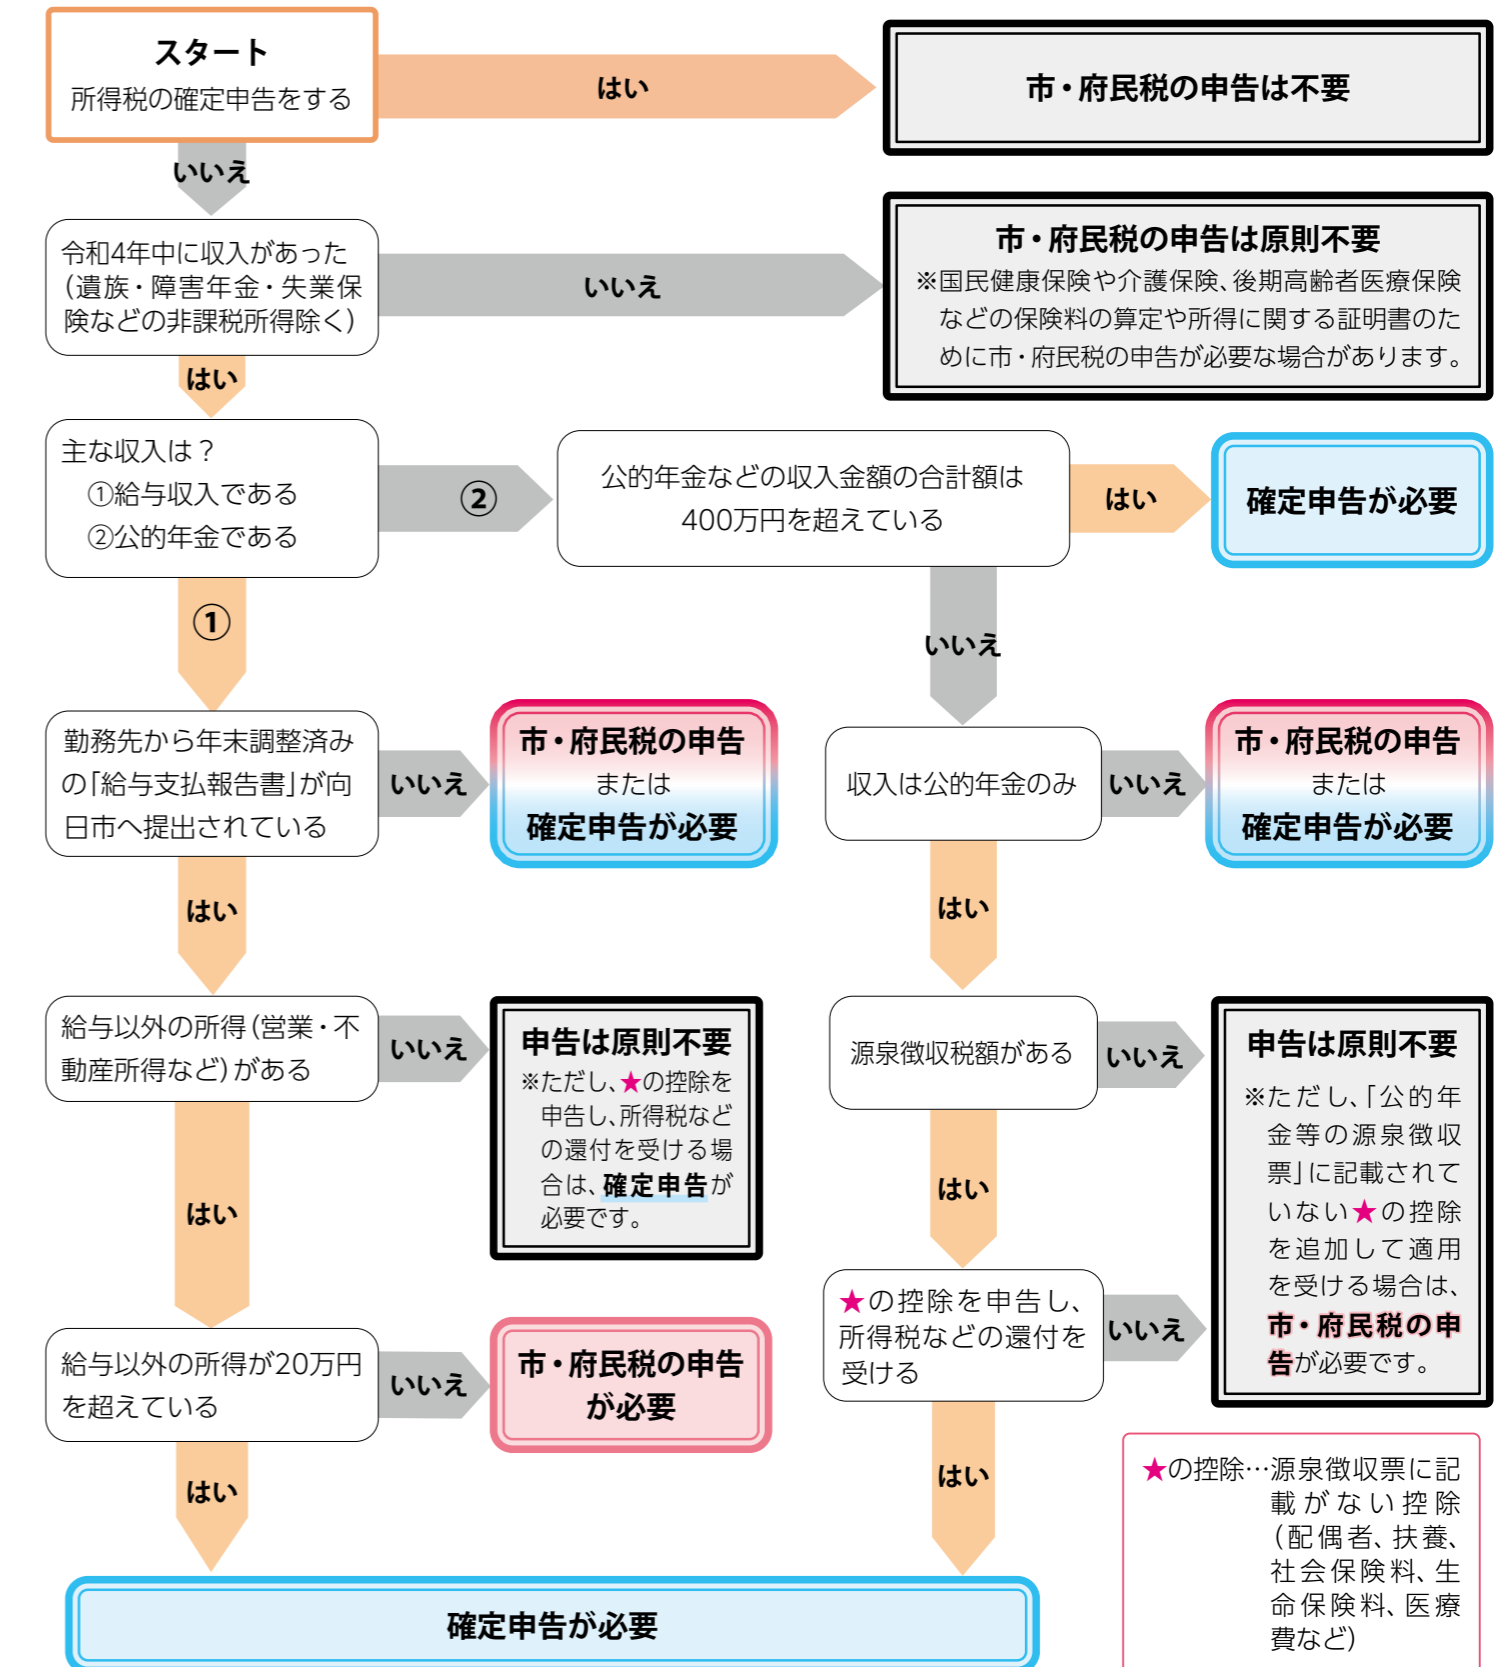 スタート
所得税の確定申告をする
はい
市・府民税の申告は不要
いいえ
令和4年中に収入があった
（遺族・障害年金・失業保
険などの非課税所得除く）
いいえ
市・府民税の申告は原則不要
※国民健康保険や介護保険、後期高齢者医療保険
などの保険料の算定や所得に関する証明書のた
めに市・府民税の申告が必要な場合があります。
はい
主な収入は？
①給与収入である
②公的年金である
②
公的年金などの収入金額の合計額は
400万円を超えている
はい
確定申告が必要
①
いいえ
勤務先から年末調整済み
の「給与支払報告書」が向
日市へ提出されている
いいえ
市・府民税の申告
または
確定申告が必要
収入は公的年金のみ
いいえ
市・府民税の申告
または
確定申告が必要
はい
はい
給与以外の所得（営業・不
動産所得など）がある
いいえ
申告は原則不要
※ただし、★の控除を
申告し、所得税など
の還付を受ける場
合は、確定申告が
必要です。
源泉徴収税額がある
いいえ
申告は原則不要
※ただし、「公的年
金等の源泉徴収
票」に記載されて
いない★の控除
を追加して適用
を受ける場合は、
市・府民税の申
告が必要です。
はい
はい
★の控除を申告し、
所得税などの還付を
受ける
いいえ
給与以外の所得が20万円
を超えている
いいえ
市・府民税の申告
が必要
はい
はい
★の控除…源泉徴収票に記
載がない控除
（配偶者、扶養、
社会保険料、生
命保険料、医療
費など）
確定申告が必要